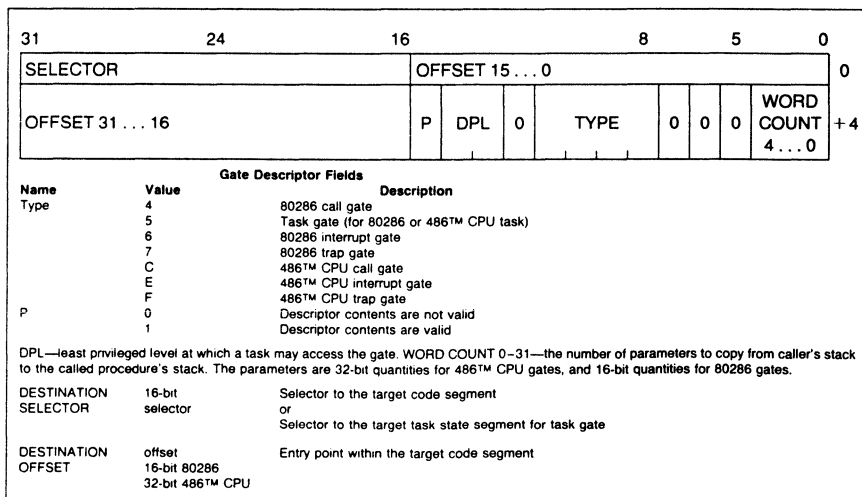 31 24 16 8 5 0
SELECTOR OFFSET 15 . . . 0 0
OFFSET 31 . . . 16 P DPL 0 TYPE 0 0 0 WORD COUNT 4 . . . 0 +4
Gate Descriptor Fields
Name Value Description
Type 4 80286 call gate
5 Task gate (for 80286 or 486™ CPU task)
6 80286 interrupt gate
7 80286 trap gate
C 486™ CPU call gate
E 486™ CPU interrupt gate
F 486™ CPU trap gate
P 0 Descriptor contents are not valid
1 Descriptor contents are valid
DPL—least privileged level at which a task may access the gate. WORD COUNT 0–31—the number of parameters to copy from caller's stack
to the called procedure's stack. The parameters are 32-bit quantities for 486™ CPU gates, and 16-bit quantities for 80286 gates.
DESTINATION 16-bit Selector to the target code segment
SELECTOR selector or
Selector to the target task state segment for task gate
DESTINATION offset Entry point within the target code segment
OFFSET 16-bit 80286
32-bit 486™ CPU